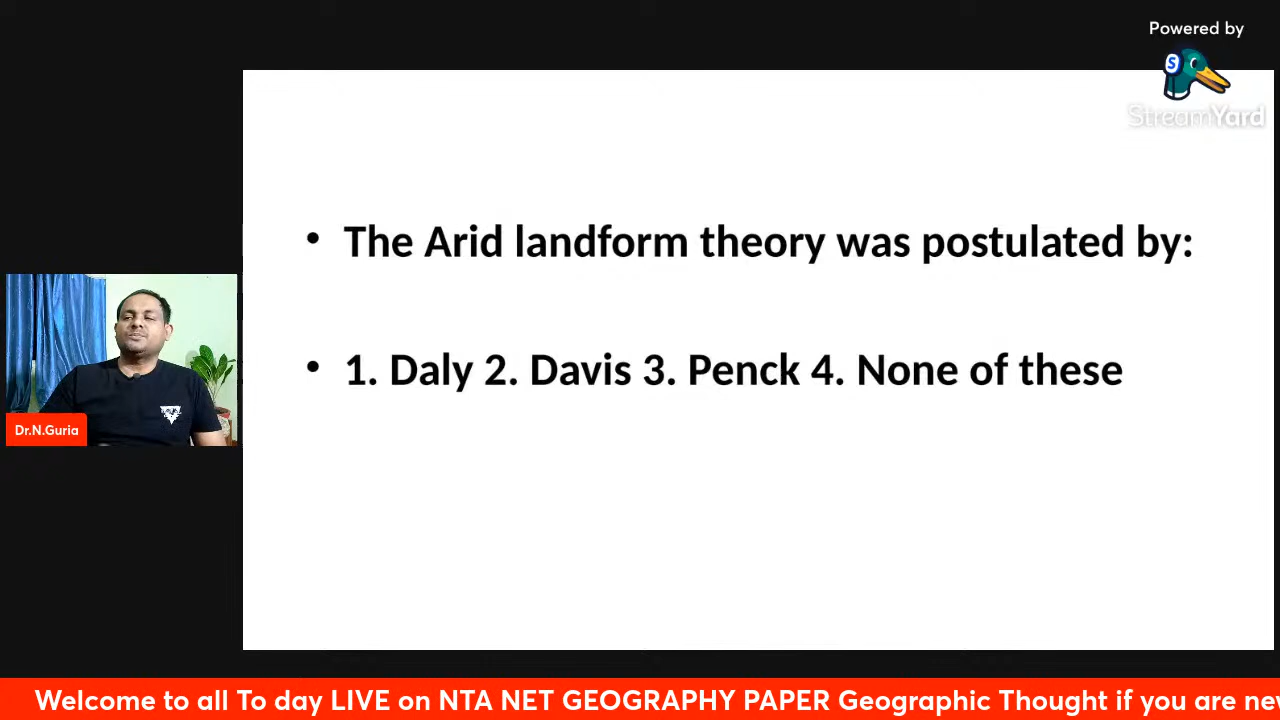 Powered by
StreamYard
• The Arid landform theory was postulated by:
• 1. Daly 2. Davis 3. Penck 4. None of these
Dr.N.Guria
Welcome to all To day LIVE on NTA NET GEOGRAPHY PAPER Geographic Thought if you are